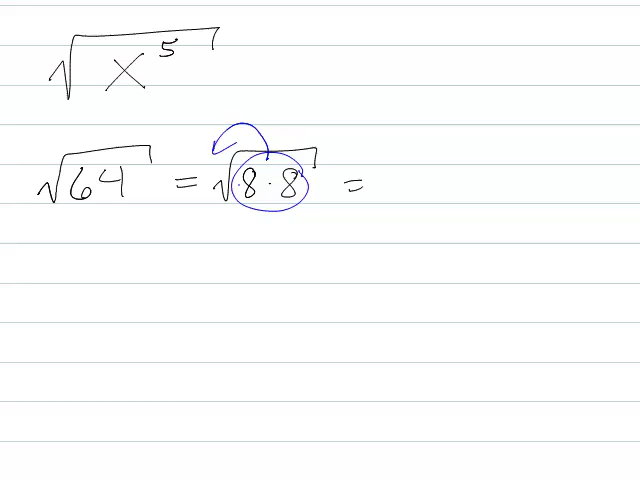 √x⁵
√64 = √8·8 =